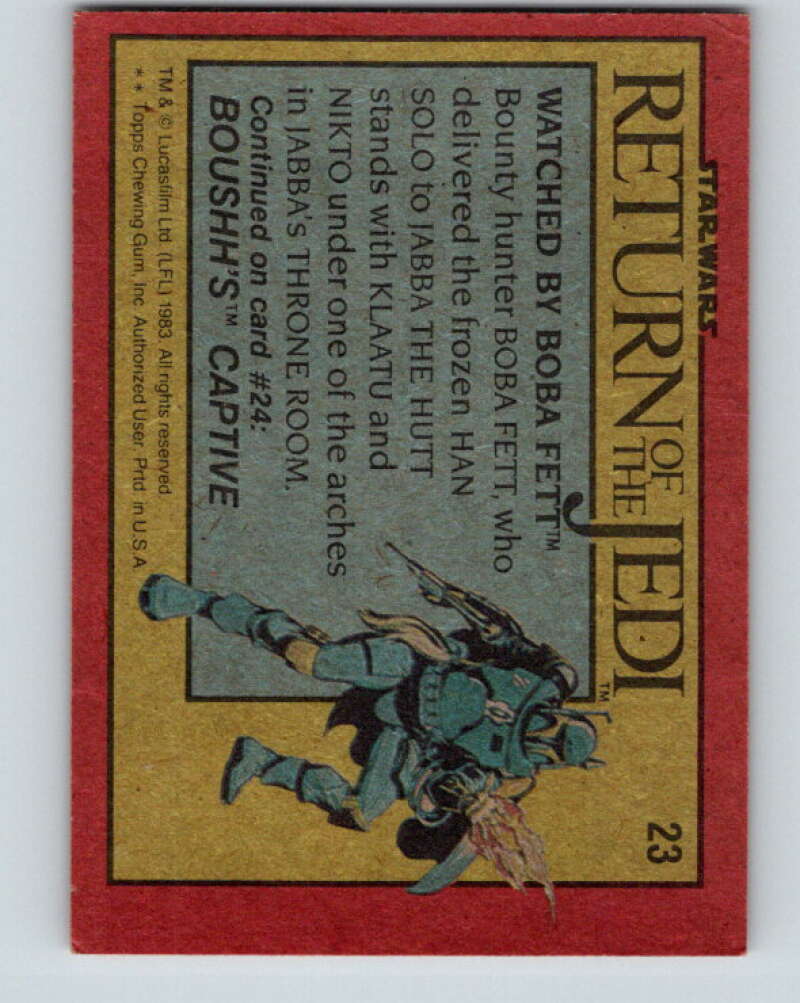 STAR WARS
RETURN OF THE JEDI™
23
WATCHED BY BOBA FETT™
Bounty hunter BOBA FETT, who
delivered the frozen HAN
SOLO to JABBA THE HUTT
stands with KLAATU and
NIKTO under one of the arches
in JABBA'S THRONE ROOM.
Continued on card #24:
BOUSHH'S™ CAPTIVE
TM & © Lucasfilm Ltd. (LFL) 1983. All rights reserved.
** Topps Chewing Gum, Inc. Authorized User. Prtd. in U.S.A.